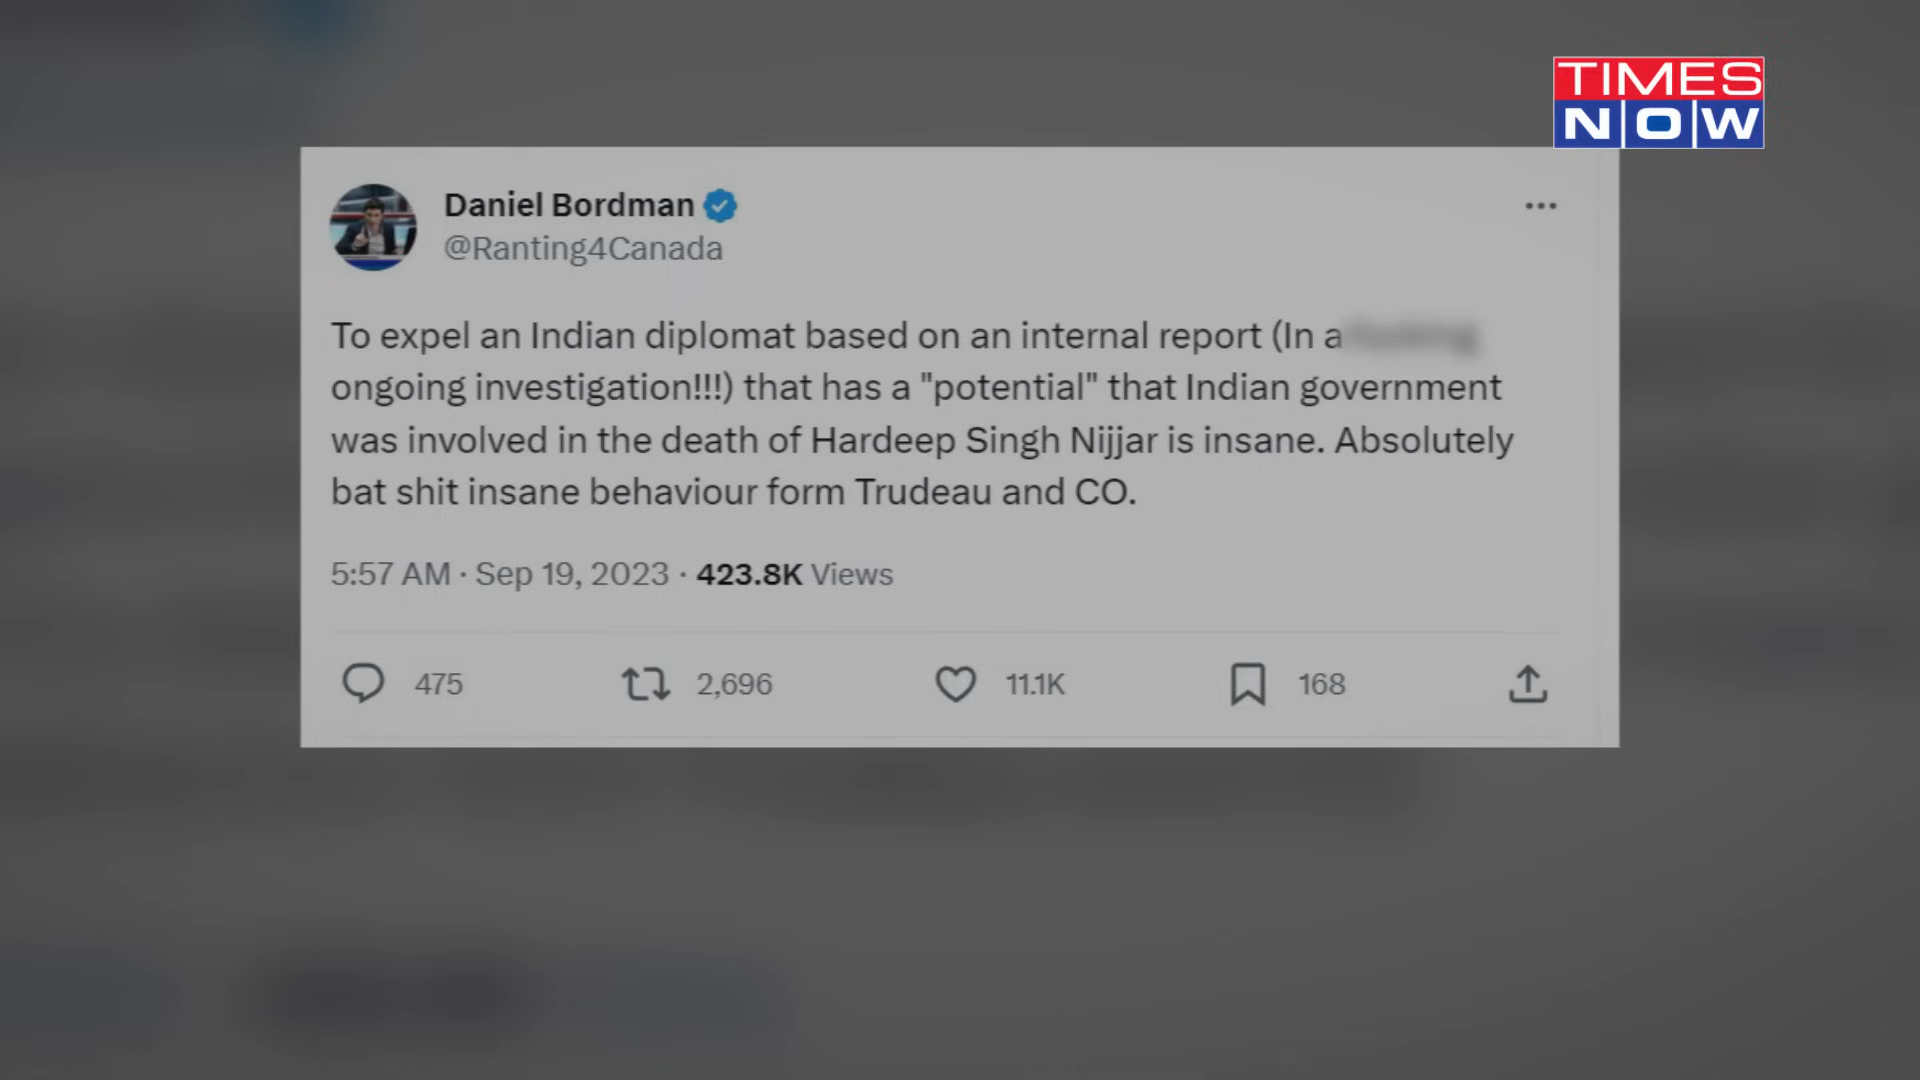 TIMES
NOW
Daniel Bordman
@Ranting4Canada
To expel an Indian diplomat based on an internal report (In a
ongoing investigation!!!) that has a "potential" that Indian government
was involved in the death of Hardeep Singh Nijjar is insane. Absolutely
bat shit insane behaviour form Trudeau and CO.
5:57 AM · Sep 19, 2023 · 423.8K Views
475 2,696 11.1K 168